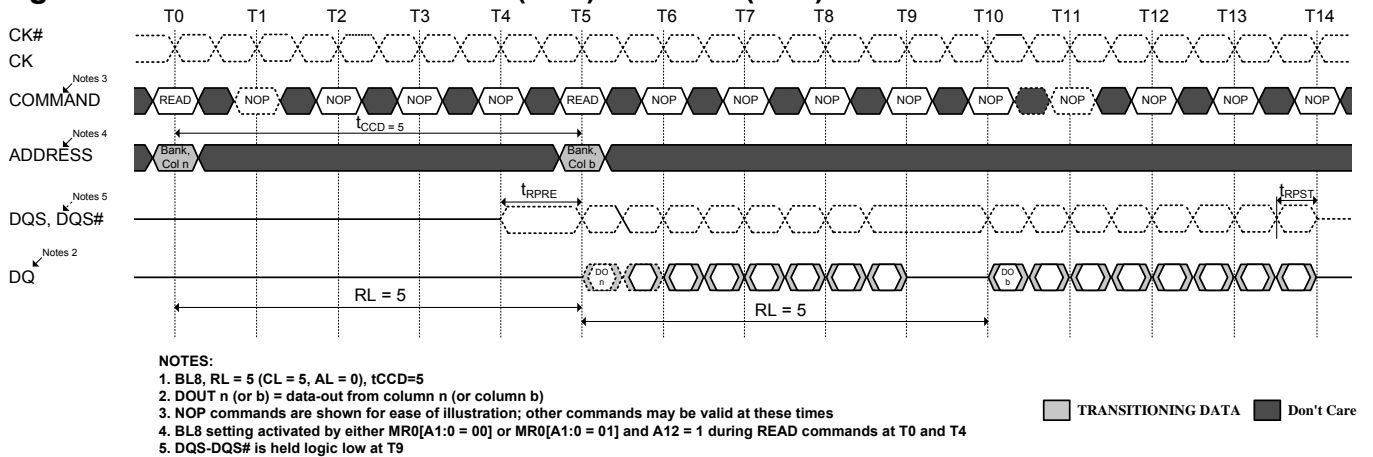 T0 T1 T2 T3 T4 T5 T6 T7 T8 T9 T10 T11 T12 T13 T14
CK#
CK
Notes 3
COMMAND
READ NOP NOP NOP NOP READ NOP NOP NOP NOP NOP NOP NOP NOP NOP
tCCD = 5
Notes 4
ADDRESS
Bank, Col n
Bank, Col b
Notes 5
DQS, DQS#
tRPRE
tRPST
Notes 2
DQ
DO n
DO b
RL = 5
RL = 5
NOTES:
1. BL8, RL = 5 (CL = 5, AL = 0), tCCD=5
2. DOUT n (or b) = data-out from column n (or column b)
3. NOP commands are shown for ease of illustration; other commands may be valid at these times
4. BL8 setting activated by either MR0[A1:0 = 00] or MR0[A1:0 = 01] and A12 = 1 during READ commands at T0 and T4
5. DQS-DQS# is held logic low at T9
TRANSITIONING DATA
Don't Care